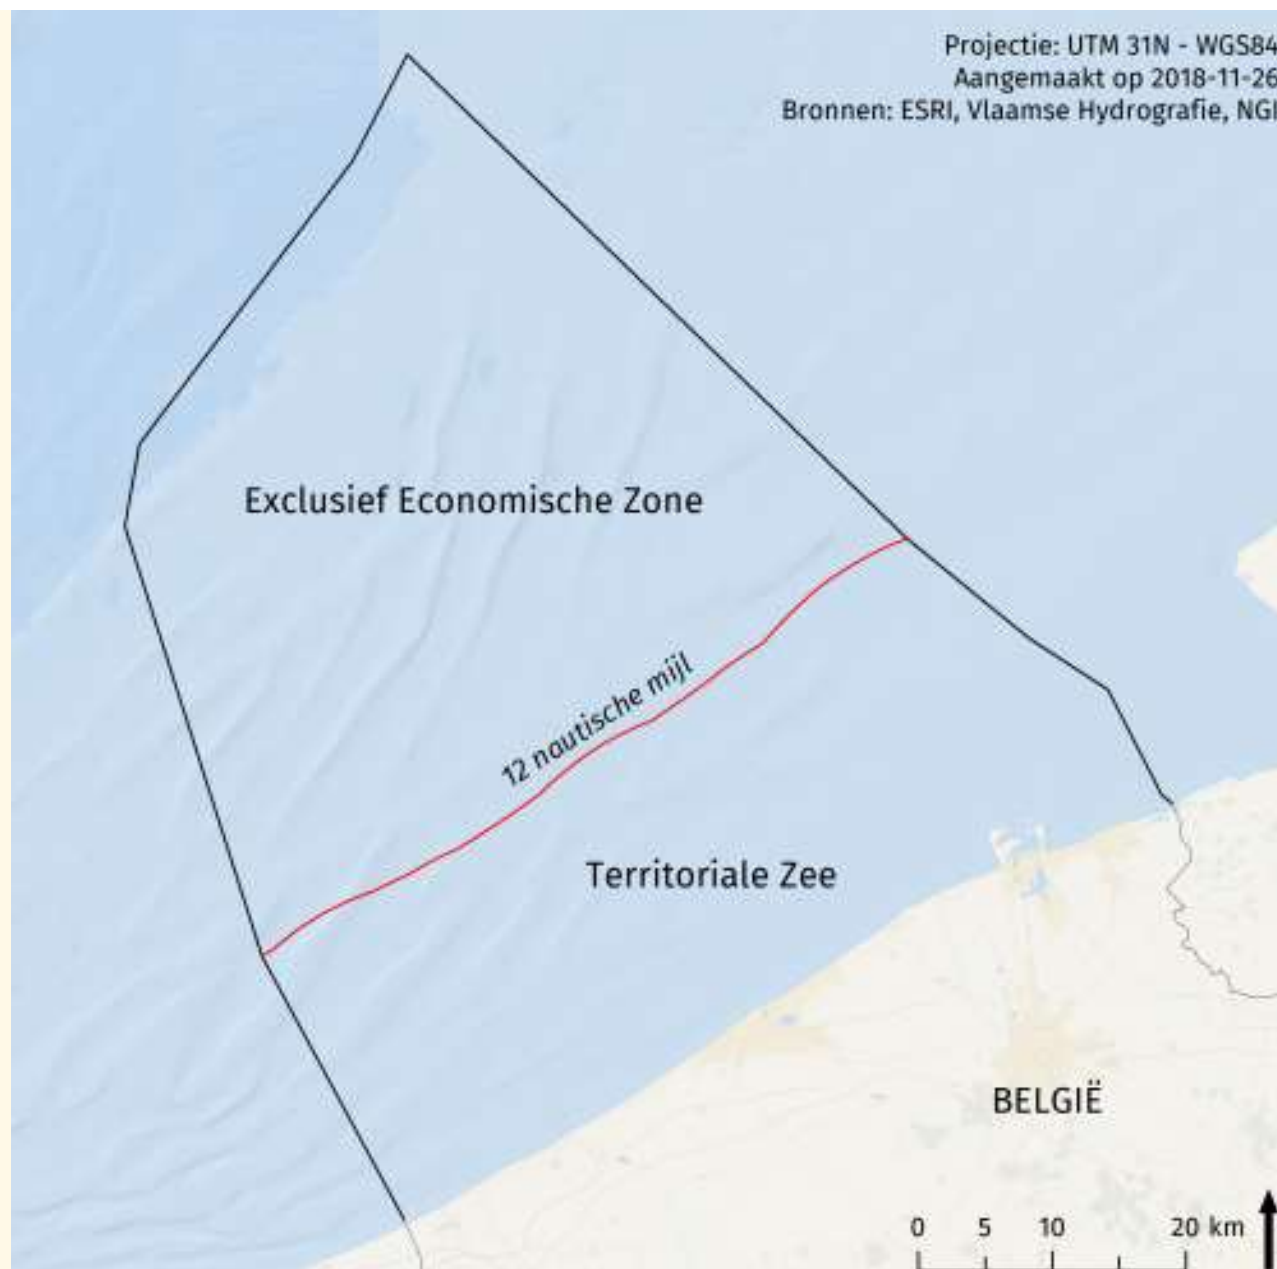 Projectie: UTM 31N - WGS84
Aangemaakt op 2018-11-26
Bronnen: ESRI, Vlaamse Hydrografie, NGI
Exclusief Economische Zone
12 nautische mijl
Territoriale Zee
BELGIË
0 5 10 20 km